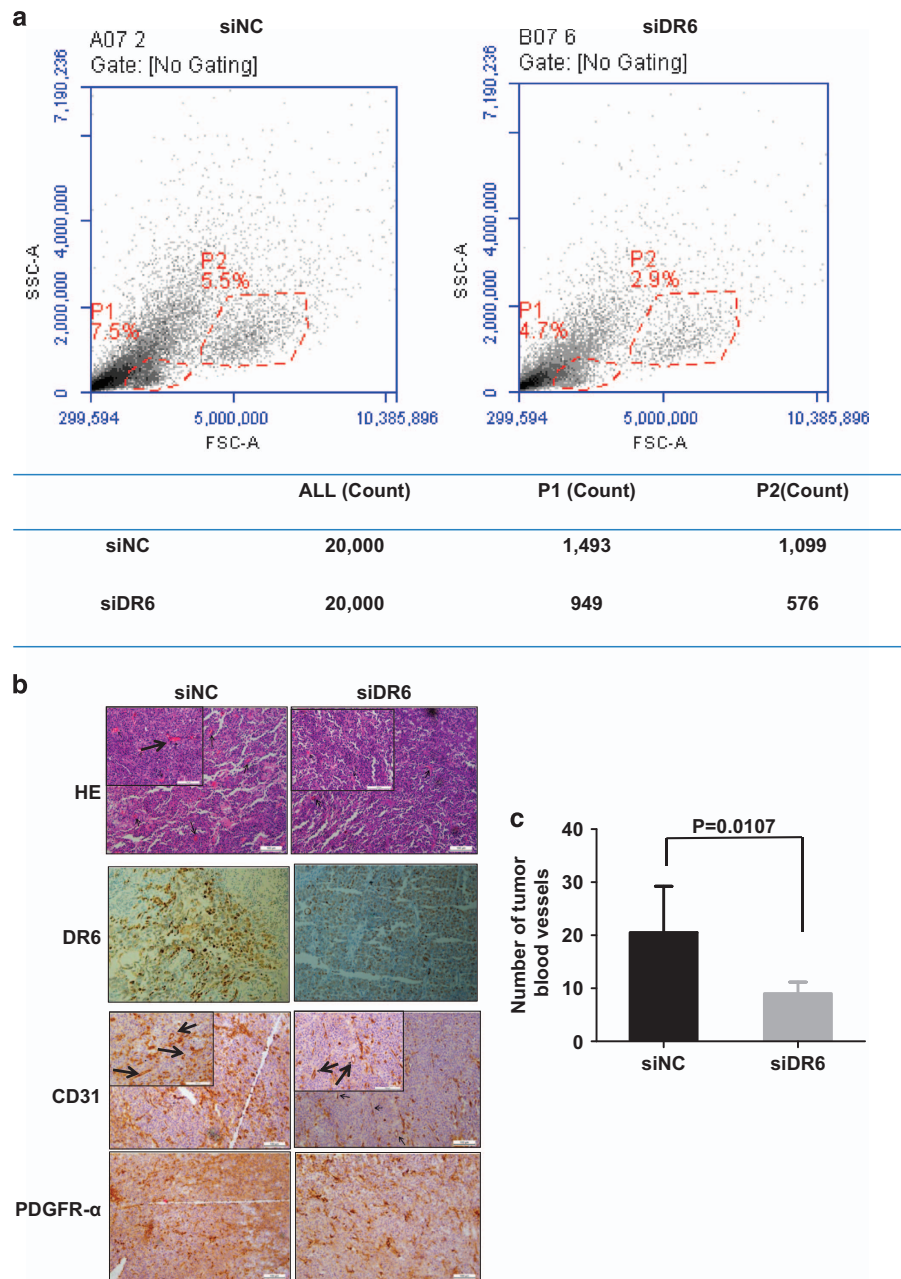 a
siNC
siDR6
A07 2
Gate: [No Gating]
B07 6
Gate: [No Gating]
7,190,236
4,000,000
2,000,000
0
SSC-A
P1
7.5%
P2
5.5%
299,594
5,000,000
10,385,896
FSC-A
7,190,236
4,000,000
2,000,000
0
SSC-A
P1
4.7%
P2
2.9%
299,594
5,000,000
10,385,896
FSC-A
ALL (Count) P1 (Count) P2(Count)
siNC 20,000 1,493 1,099
siDR6 20,000 949 576
b
siNC siDR6
HE
DR6
CD31
PDGFR-α
c
P=0.0107
40
30
20
10
0
Number of tumor
blood vessels
siNC siDR6